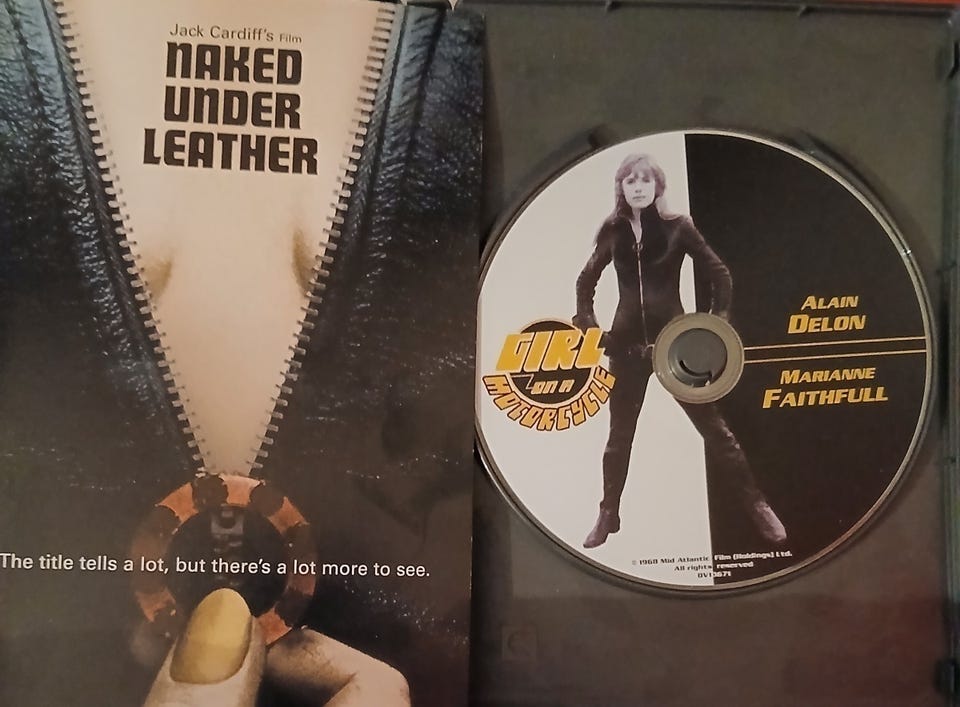 Jack Cardiff's Film
NAKED
UNDER
LEATHER
The title tells a lot, but there's a lot more to see.
GIRL
ON A
MOTORCYCLE
ALAIN
DELON
MARIANNE
FAITHFULL
© 1968 Mid Atlantic Film (Holdings) Ltd.
All rights reserved